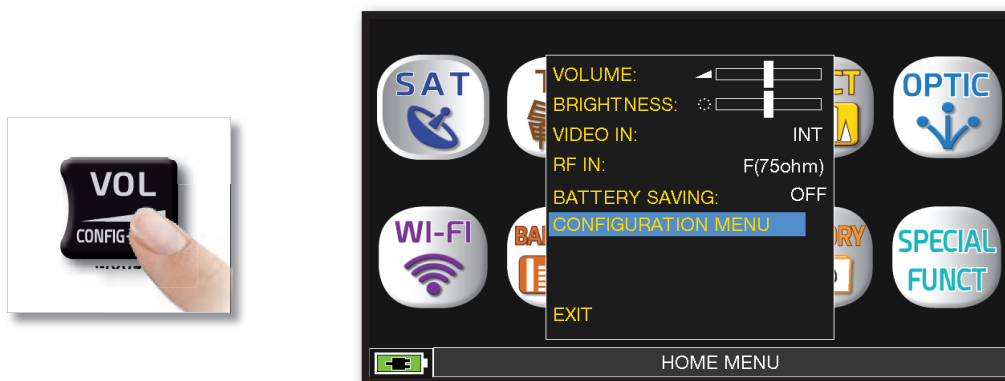 VOL
CONFIG
SAT
VOLUME:
BRIGHTNESS:
VIDEO IN: INT
RF IN: F(75ohm)
BATTERY SAVING: OFF
CONFIGURATION MENU
EXIT
OPTIC
WI-FI
SPECIAL
FUNCT
HOME MENU